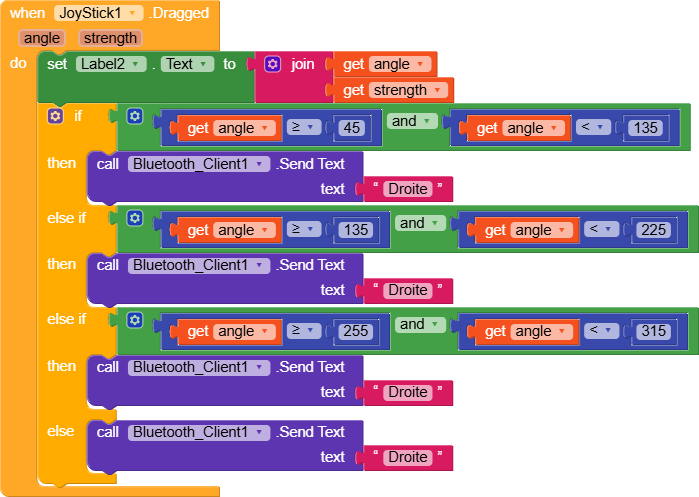 when JoyStick1 .Dragged
angle strength
do set Label2 . Text to join get angle
get strength
if get angle ≥ 45 and get angle < 135
then call Bluetooth_Client1 .Send Text
text “ Droite ”
else if get angle ≥ 135 and get angle < 225
then call Bluetooth_Client1 .Send Text
text “ Droite ”
else if get angle ≥ 255 and get angle < 315
then call Bluetooth_Client1 .Send Text
text “ Droite ”
else call Bluetooth_Client1 .Send Text
text “ Droite ”